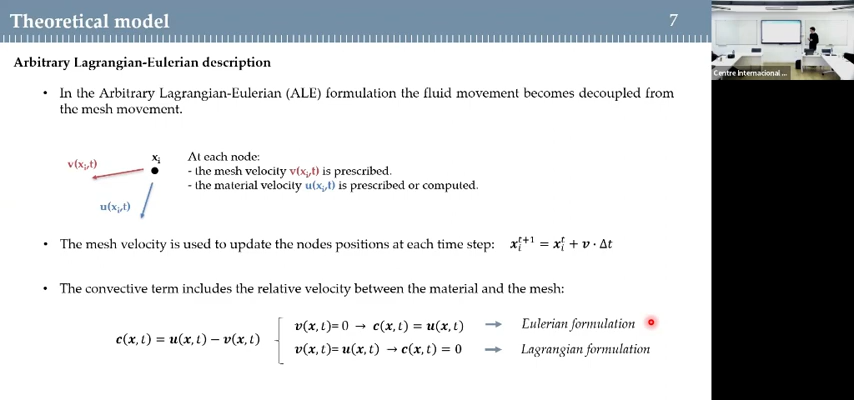 Theoretical model
7
Centre Internacional ...
Arbitrary Lagrangian-Eulerian description
• In the Arbitrary Lagrangian-Eulerian (ALE) formulation the fluid movement becomes decoupled from
the mesh movement.
v(xᵢ,t)
xᵢ
u(xᵢ,t)
At each node:
- the mesh velocity v(xᵢ,t) is prescribed.
- the material velocity u(xᵢ,t) is prescribed or computed.
• The mesh velocity is used to update the nodes positions at each time step: xᵢᵗ⁺¹ = xᵢᵗ + v · Δt
• The convective term includes the relative velocity between the material and the mesh:
c(x, t) = u(x, t) − v(x, t)
v(x, t)= 0 → c(x, t) = u(x, t) → Eulerian formulation
v(x, t)= u(x, t) → c(x, t) = 0 → Lagrangian formulation